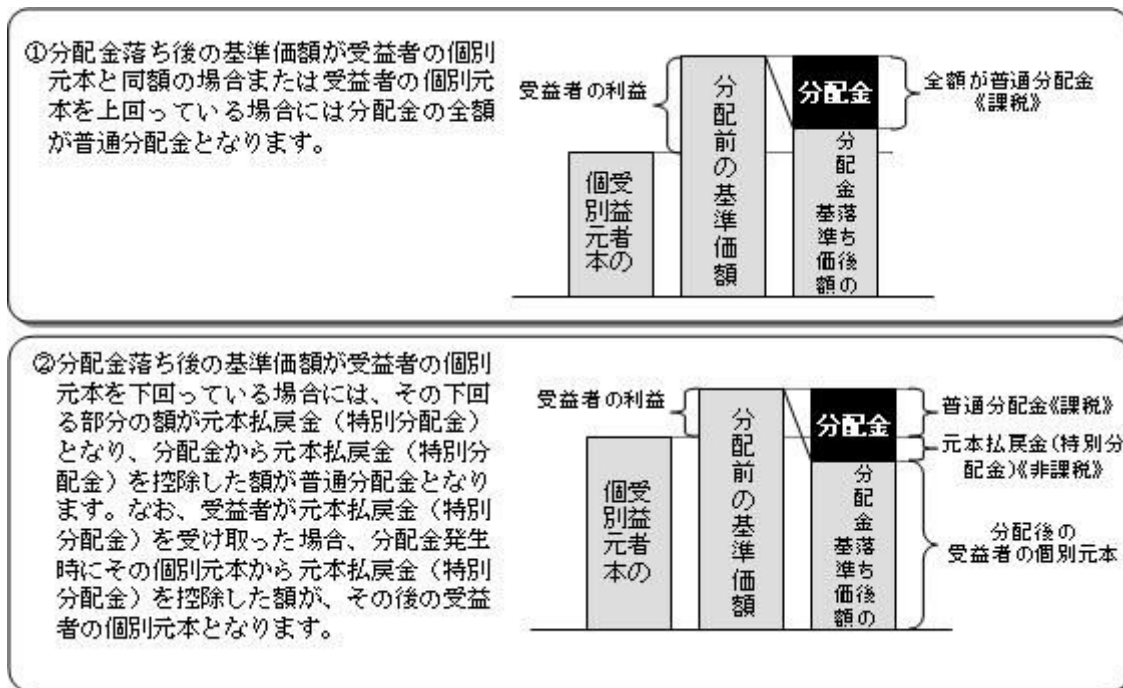 ①分配金落ち後の基準価額が受益者の個別
元本と同額の場合または受益者の個別元
本を上回っている場合には分配金の全額
が普通分配金となります。
受益者の利益
受益者の
個別元本
分配前の基準価額
分配金
分配金落ち後の
基準価額
全額が普通分配金
《課税》
②分配金落ち後の基準価額が受益者の個別
元本を下回っている場合には、その下回
る部分の額が元本払戻金（特別分配金）
となり、分配金から元本払戻金（特別分
配金）を控除した額が普通分配金となり
ます。なお、受益者が元本払戻金（特別
分配金）を受け取った場合、分配金発生
時にその個別元本から元本払戻金（特別
分配金）を控除した額が、その後の受益
者の個別元本となります。
受益者の利益
受益者の
個別元本
分配前の基準価額
分配金
分配金落ち後の
基準価額
普通分配金《課税》
元本払戻金（特別分
配金）《非課税》
分配後の
受益者の個別元本